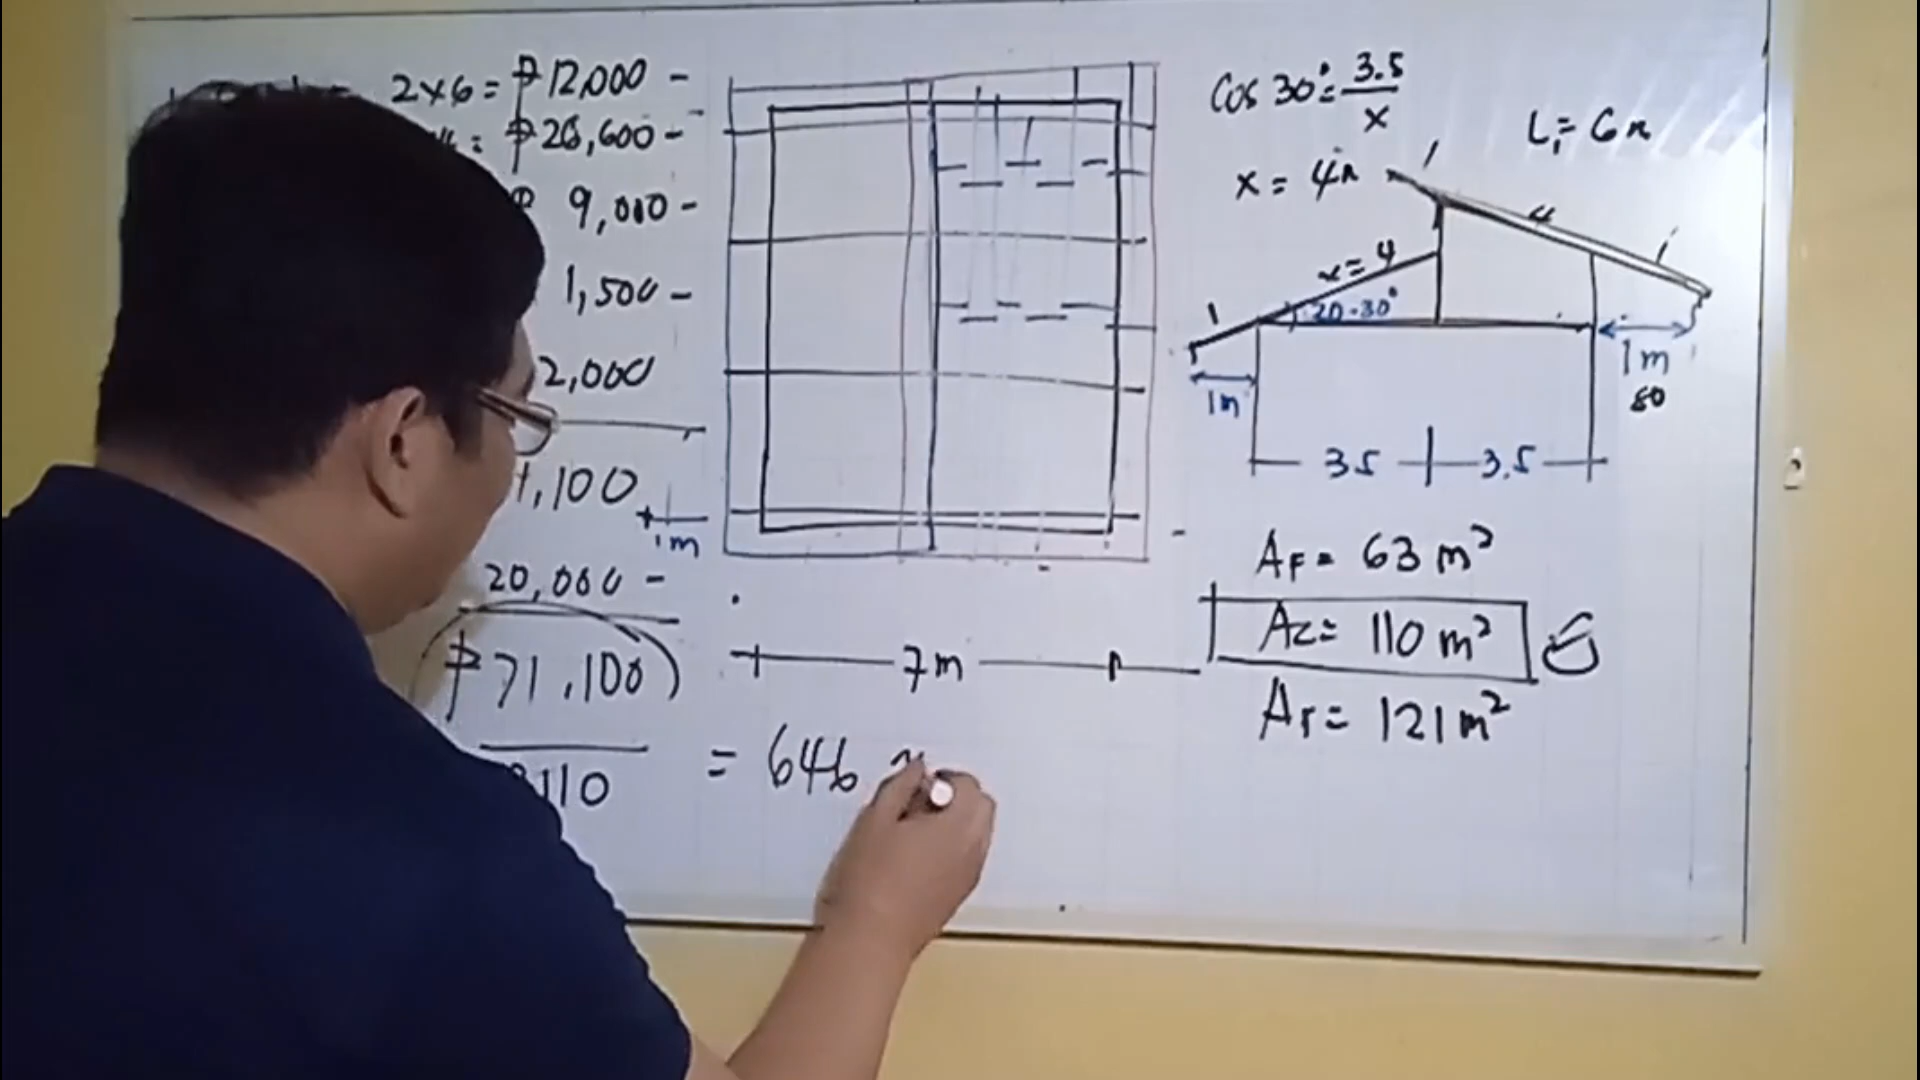 2x6 = ₱12,000 -
= ₱26,600 -
9,000 -
1,500 -
2,000
1,100
20,000 -
₱71,100
110
= 646
1m
7m
Cos 30° = 3.5
x
x = 4m
L = 6m
1
4
1
x = 4
1
20-30°
1m
1m
80
3.5
3.5
AF = 63 m²
Ac = 110 m²
Ar = 121 m²